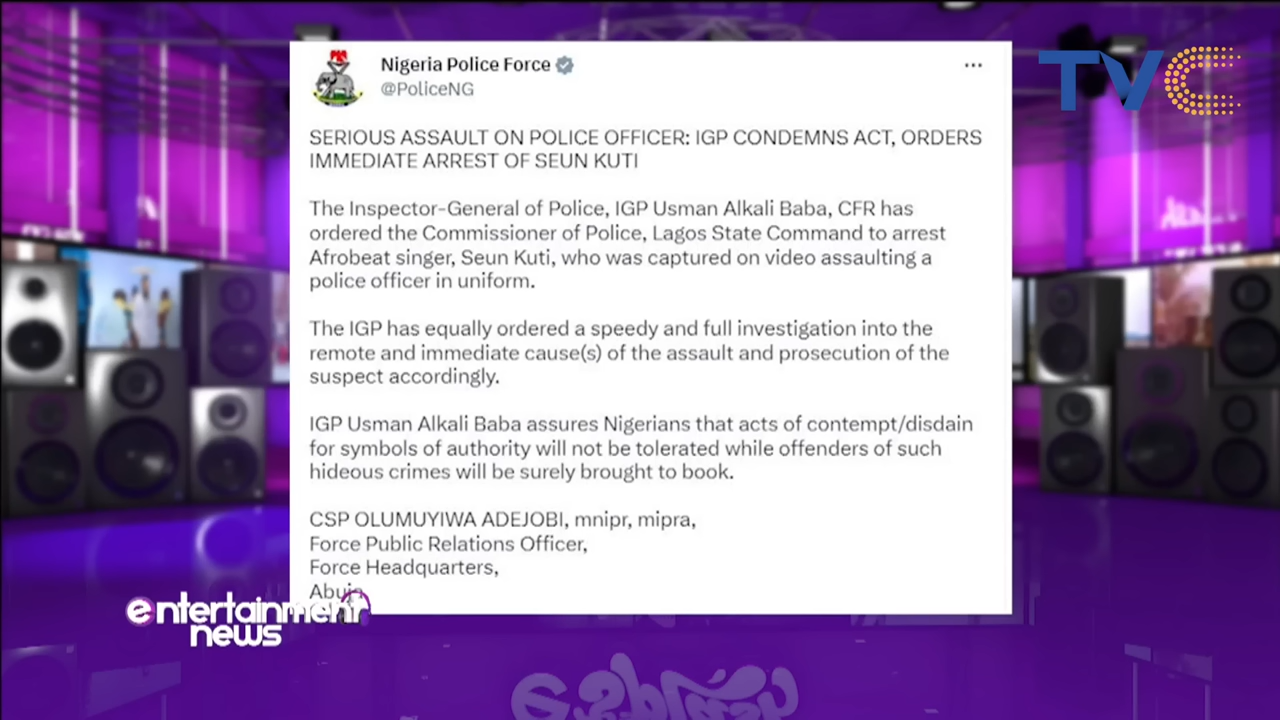 TVC
Nigeria Police Force
@PoliceNG
SERIOUS ASSAULT ON POLICE OFFICER: IGP CONDEMNS ACT, ORDERS
IMMEDIATE ARREST OF SEUN KUTI
The Inspector-General of Police, IGP Usman Alkali Baba, CFR has
ordered the Commissioner of Police, Lagos State Command to arrest
Afrobeat singer, Seun Kuti, who was captured on video assaulting a
police officer in uniform.
The IGP has equally ordered a speedy and full investigation into the
remote and immediate cause(s) of the assault and prosecution of the
suspect accordingly.
IGP Usman Alkali Baba assures Nigerians that acts of contempt/disdain
for symbols of authority will not be tolerated while offenders of such
hideous crimes will be surely brought to book.
CSP OLUMUYIWA ADEJOBI, mnipr, mipra,
Force Public Relations Officer,
Force Headquarters,
Abuja
entertainment
news